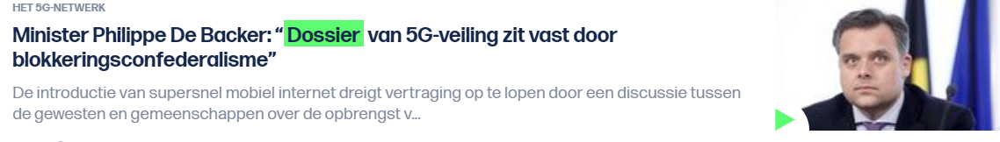 HET 5G-NETWERK
Minister Philippe De Backer: “Dossier van 5G-veiling zit vast door
blokkeringsconfederalisme”
De introductie van supersnel mobiel internet dreigt vertraging op te lopen door een discussie tussen
de gewesten en gemeenschappen over de opbrengst v...